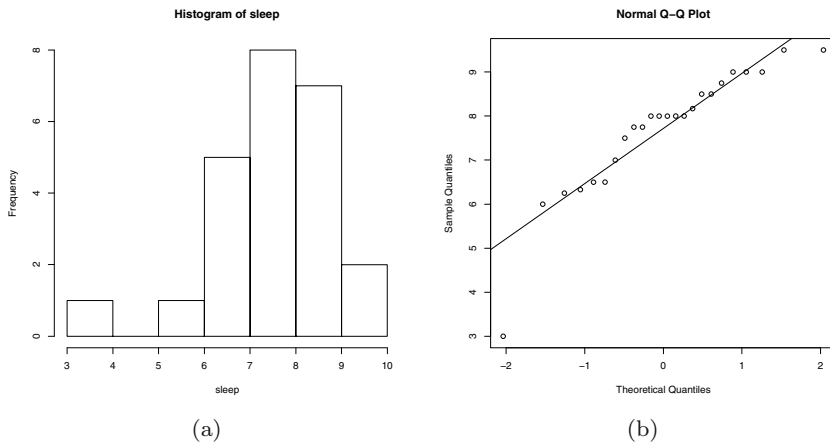 Histogram of sleep
Frequency
0 2 4 6 8
3 4 5 6 7 8 9 10
sleep
(a)
Normal Q−Q Plot
Sample Quantiles
3 4 5 6 7 8 9
−2 −1 0 1 2
Theoretical Quantiles
(b)